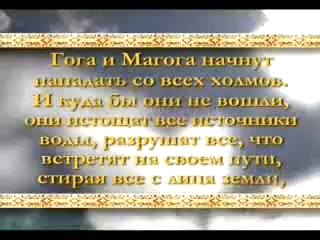 Гога и Магога начнут
нападать со всех холмов.
И куда бы они не вошли,
они истощат все источники
воды, разрушат все, что
встретят на своем пути,
стирая все с лица земли,